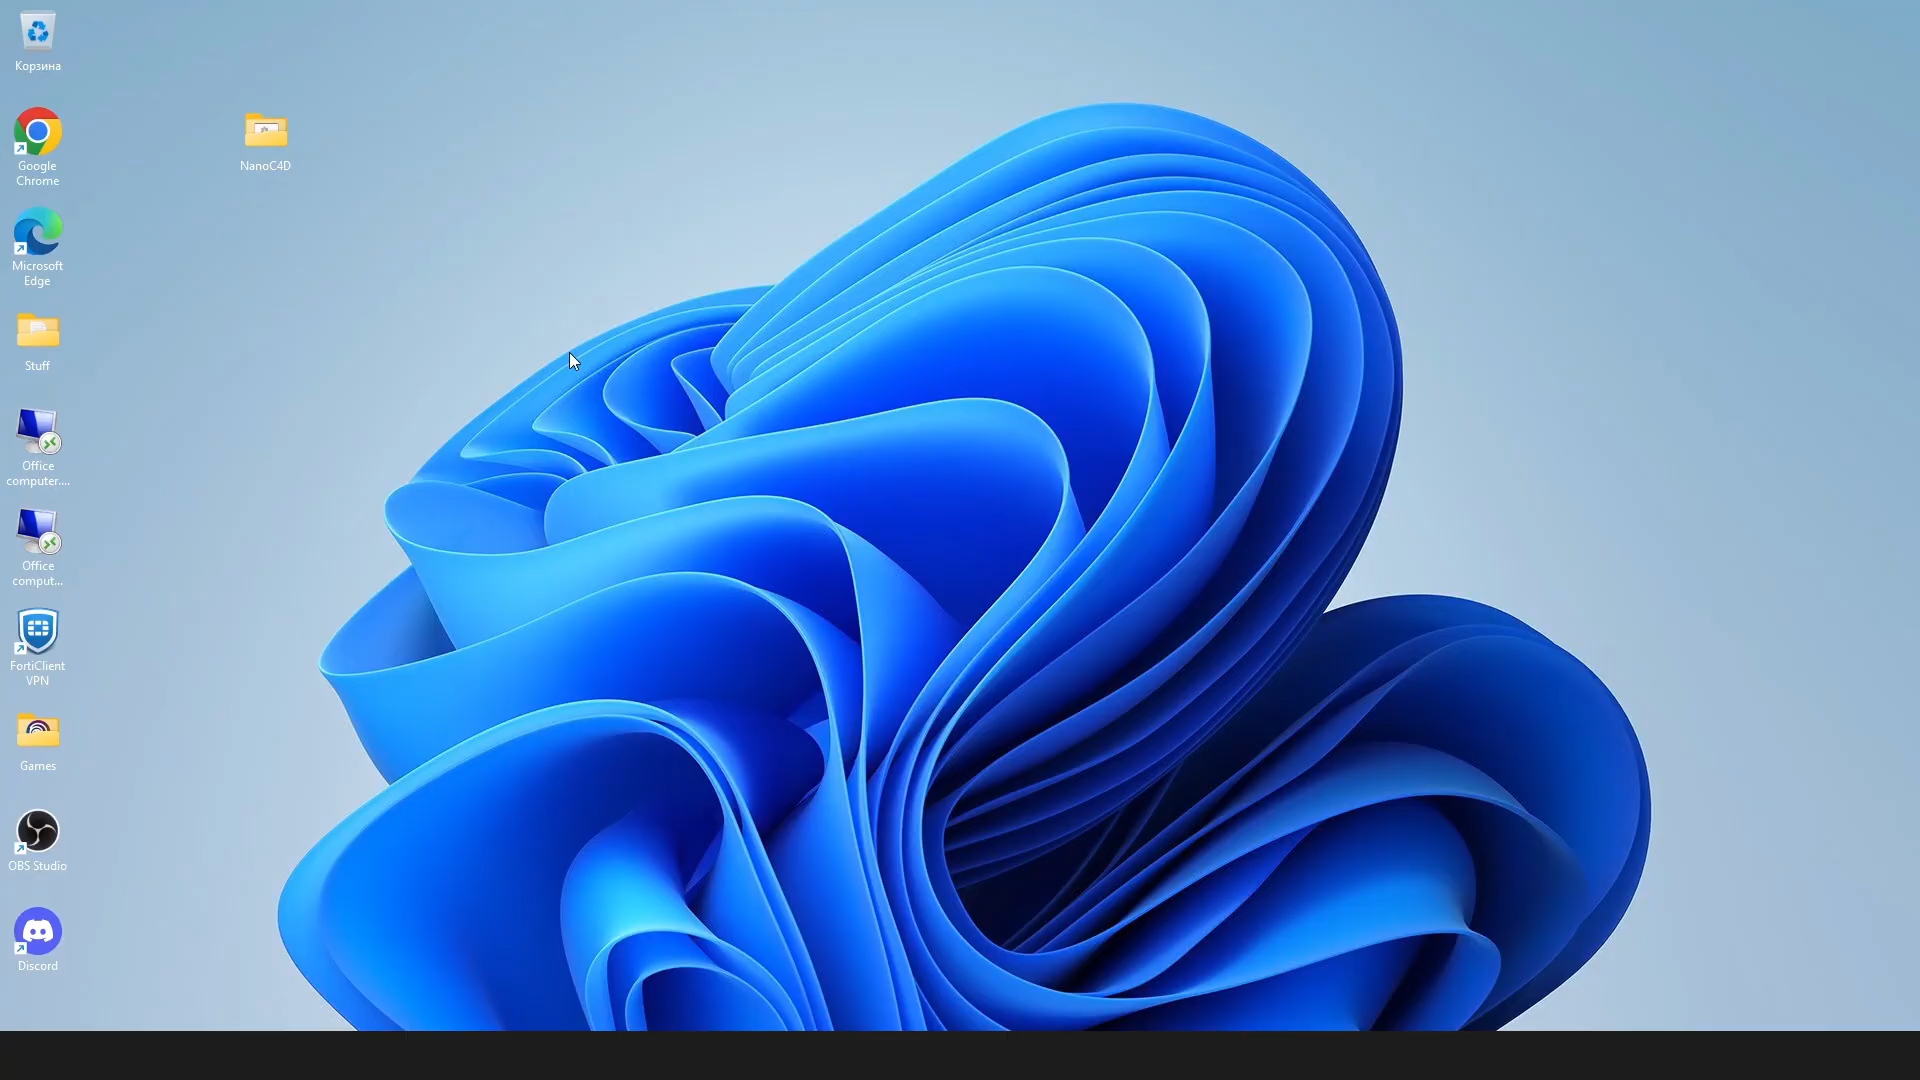 Корзина
Google
Chrome
NanoC4D
Microsoft
Edge
Stuff
Office
computer....
Office
comput...
FortiClient
VPN
Games
OBS Studio
Discord